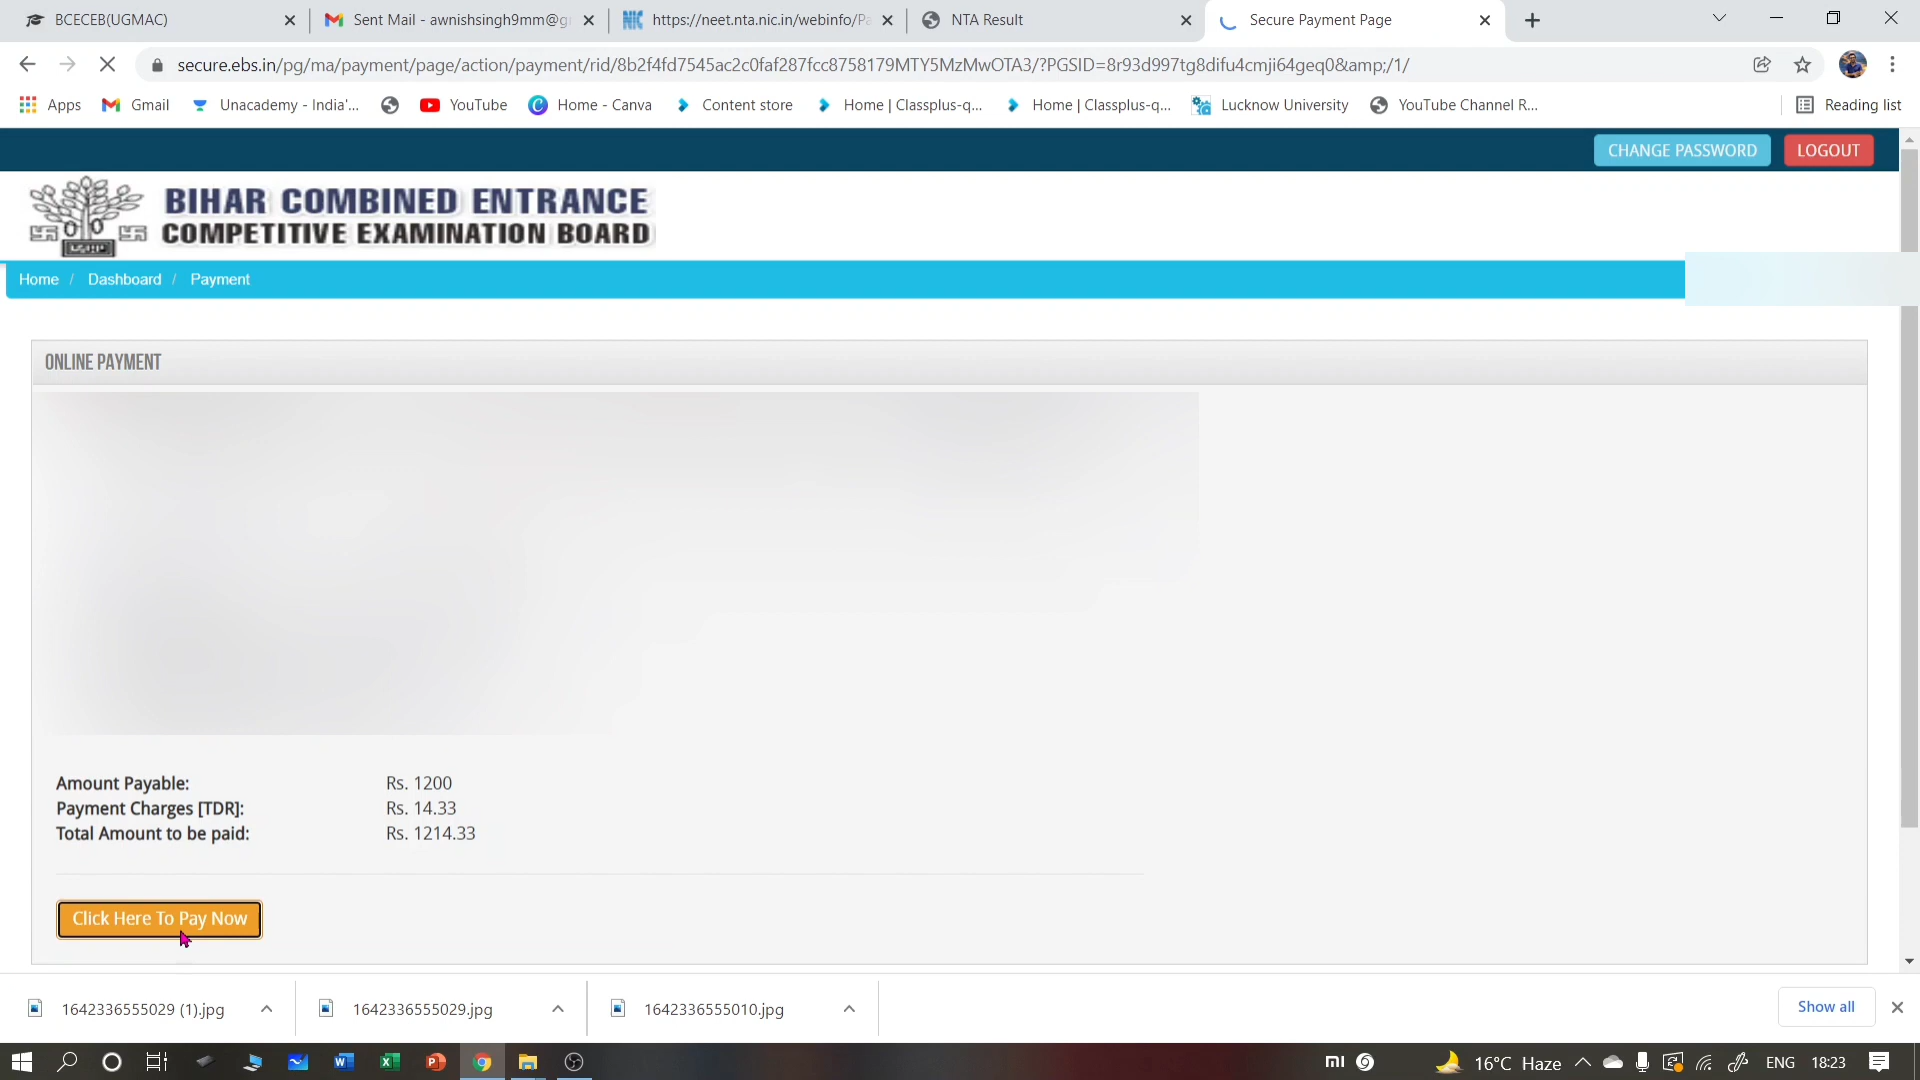 BCECEB(UGMAC)
Sent Mail - awnishsingh9mm@g
https://neet.nta.nic.in/webinfo/Pa
NTA Result
Secure Payment Page
secure.ebs.in/pg/ma/payment/page/action/payment/rid/8b2f4fd7545ac2c0faf287fcc8758179MTY5MzMwOTA3/?PGSID=8r93d997tg8difu4cmji64geq0&amp;/1/
Apps
Gmail
Unacademy - India'...
YouTube
Home - Canva
Content store
Home | Classplus-q...
Home | Classplus-q...
Lucknow University
YouTube Channel R...
Reading list
CHANGE PASSWORD
LOGOUT
BIHAR COMBINED ENTRANCE
COMPETITIVE EXAMINATION BOARD
Home / Dashboard / Payment
ONLINE PAYMENT
Amount Payable: Rs. 1200
Payment Charges [TDR]: Rs. 14.33
Total Amount to be paid: Rs. 1214.33
Click Here To Pay Now
1642336555029 (1).jpg
1642336555029.jpg
1642336555010.jpg
Show all
16°C Haze
ENG
18:23